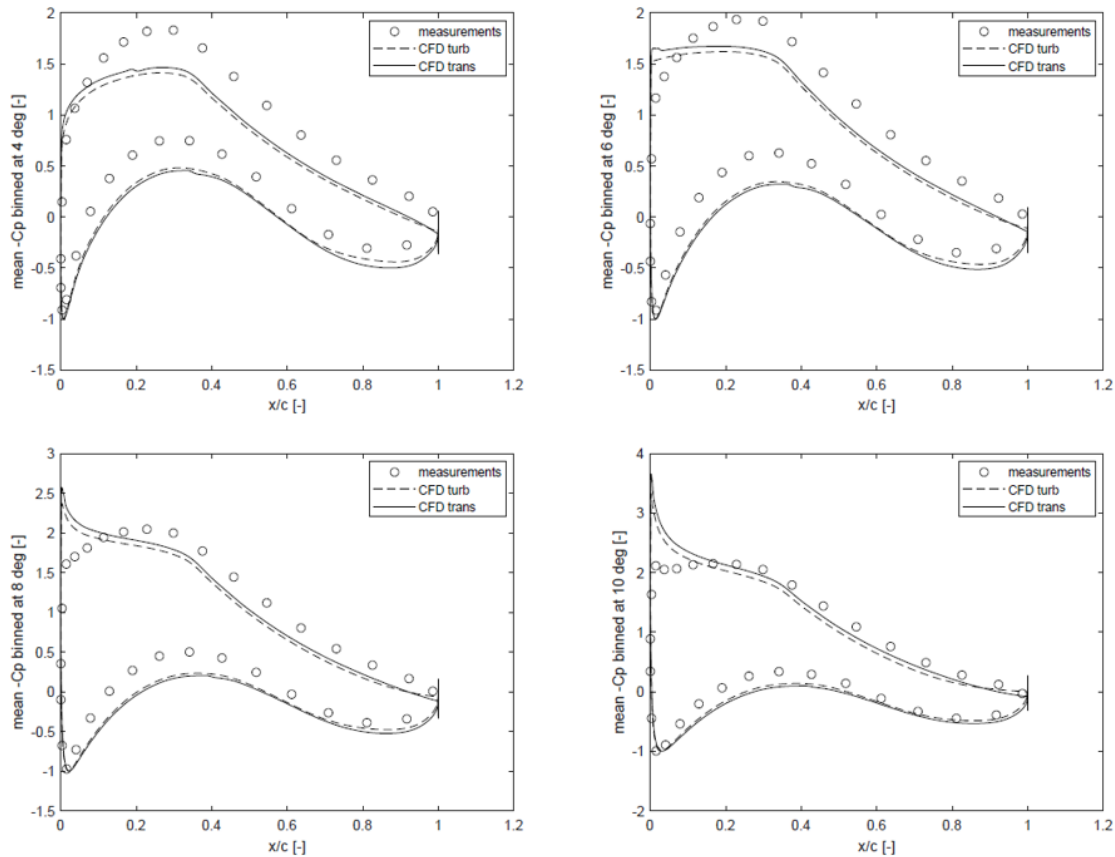 mean -Cp binned at 4 deg [-]
2
1.5
1
0.5
0
-0.5
-1
-1.5
measurements
CFD turb
CFD trans
0 0.2 0.4 0.6 0.8 1 1.2
x/c [-]
mean -Cp binned at 6 deg [-]
2
1.5
1
0.5
0
-0.5
-1
-1.5
measurements
CFD turb
CFD trans
0 0.2 0.4 0.6 0.8 1 1.2
x/c [-]
mean -Cp binned at 8 deg [-]
3
2.5
2
1.5
1
0.5
0
-0.5
-1
-1.5
measurements
CFD turb
CFD trans
0 0.2 0.4 0.6 0.8 1 1.2
x/c [-]
mean -Cp binned at 10 deg [-]
4
3
2
1
0
-1
-2
measurements
CFD turb
CFD trans
0 0.2 0.4 0.6 0.8 1 1.2
x/c [-]